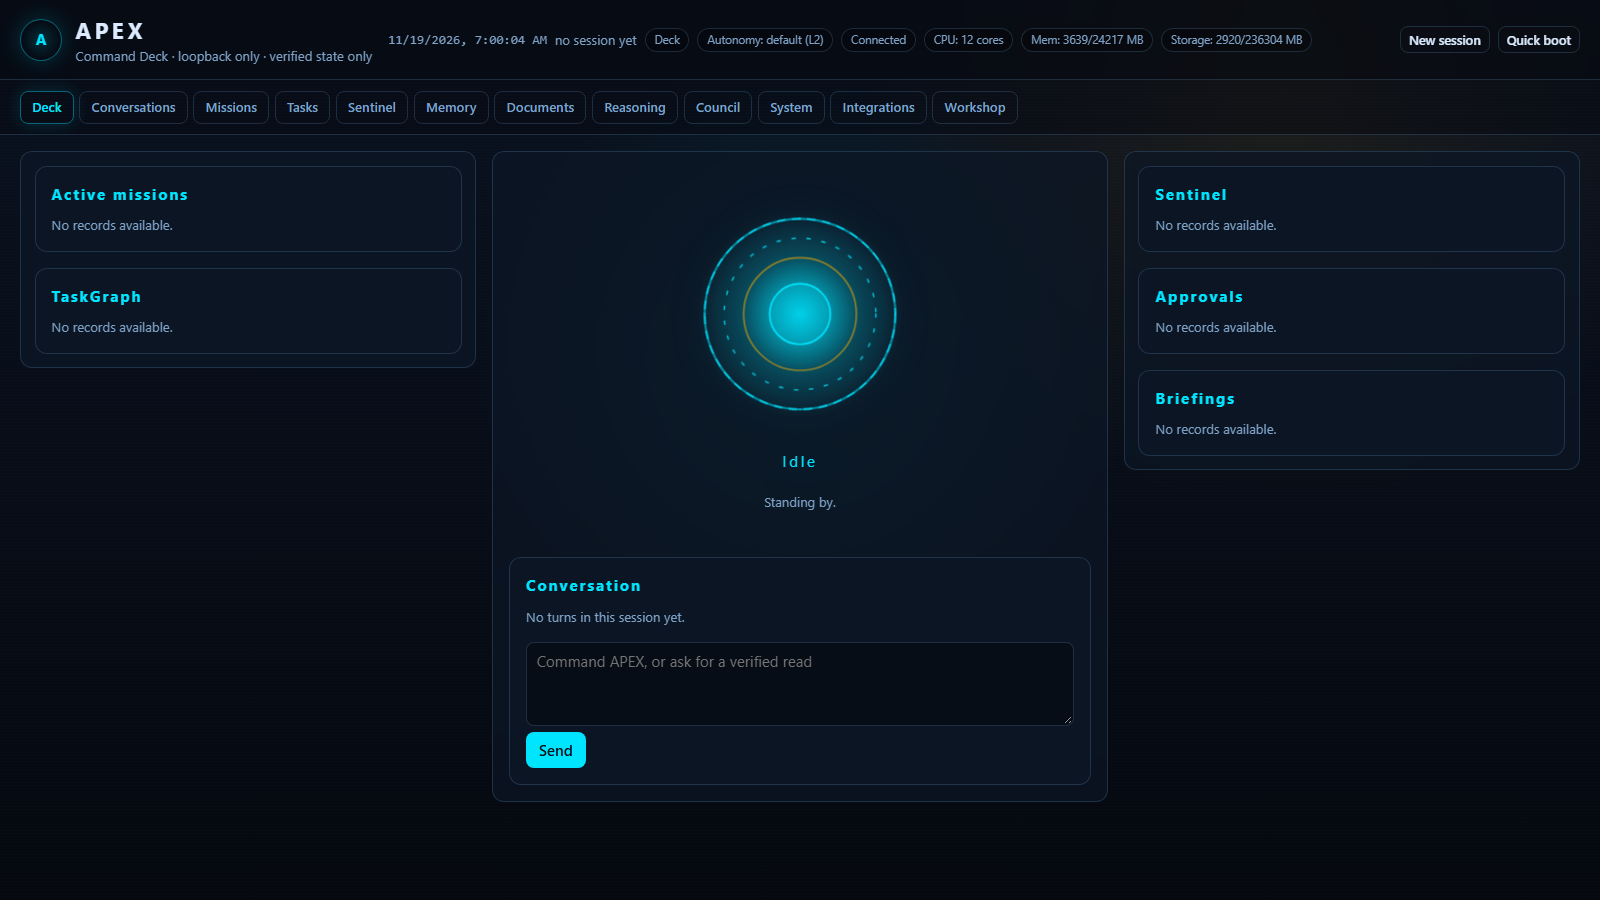 A
APEX
Command Deck · loopback only · verified state only
11/19/2026, 7:00:04 AM no session yet Deck Autonomy: default (L2) Connected CPU: 12 cores Mem: 3639/24217 MB Storage: 2920/236304 MB New session Quick boot
Deck Conversations Missions Tasks Sentinel Memory Documents Reasoning Council System Integrations Workshop
Active missions
No records available.
TaskGraph
No records available.
Idle
Standing by.
Conversation
No turns in this session yet.
Command APEX, or ask for a verified read
Send
Sentinel
No records available.
Approvals
No records available.
Briefings
No records available.